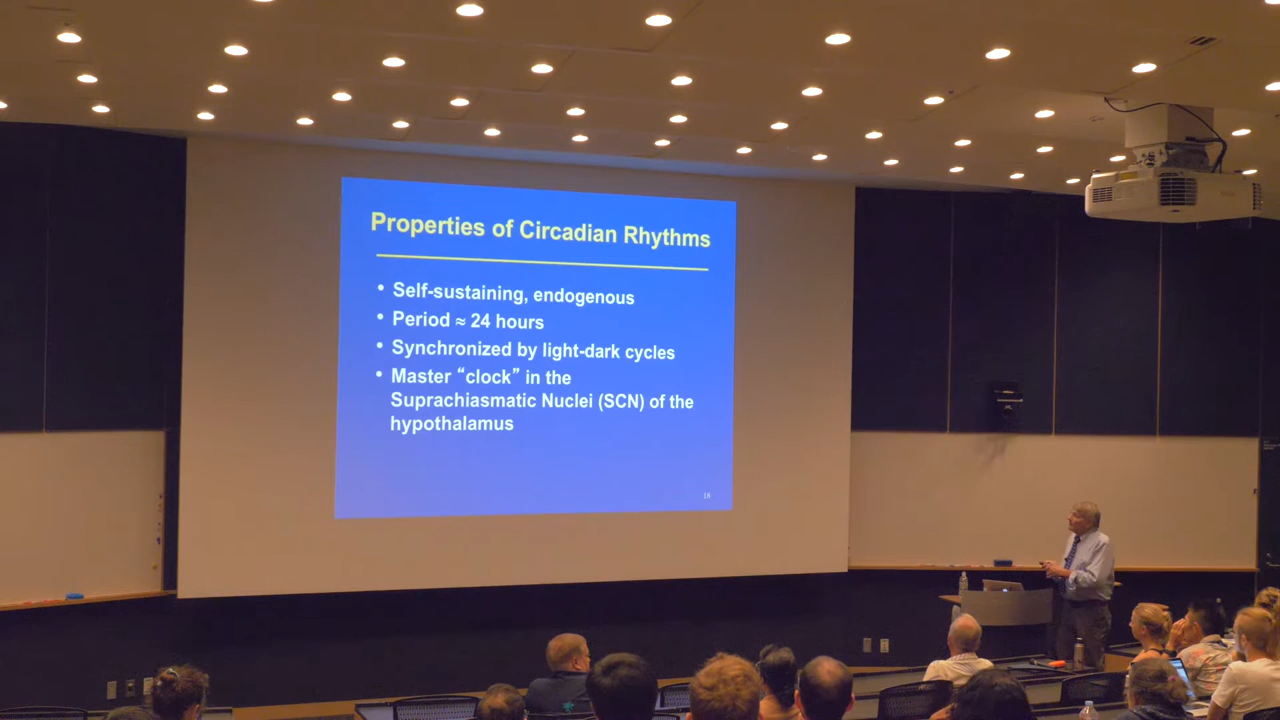 Properties of Circadian Rhythms
• Self-sustaining, endogenous
• Period ≈ 24 hours
• Synchronized by light-dark cycles
• Master “clock” in the
Suprachiasmatic Nuclei (SCN) of the
hypothalamus
18